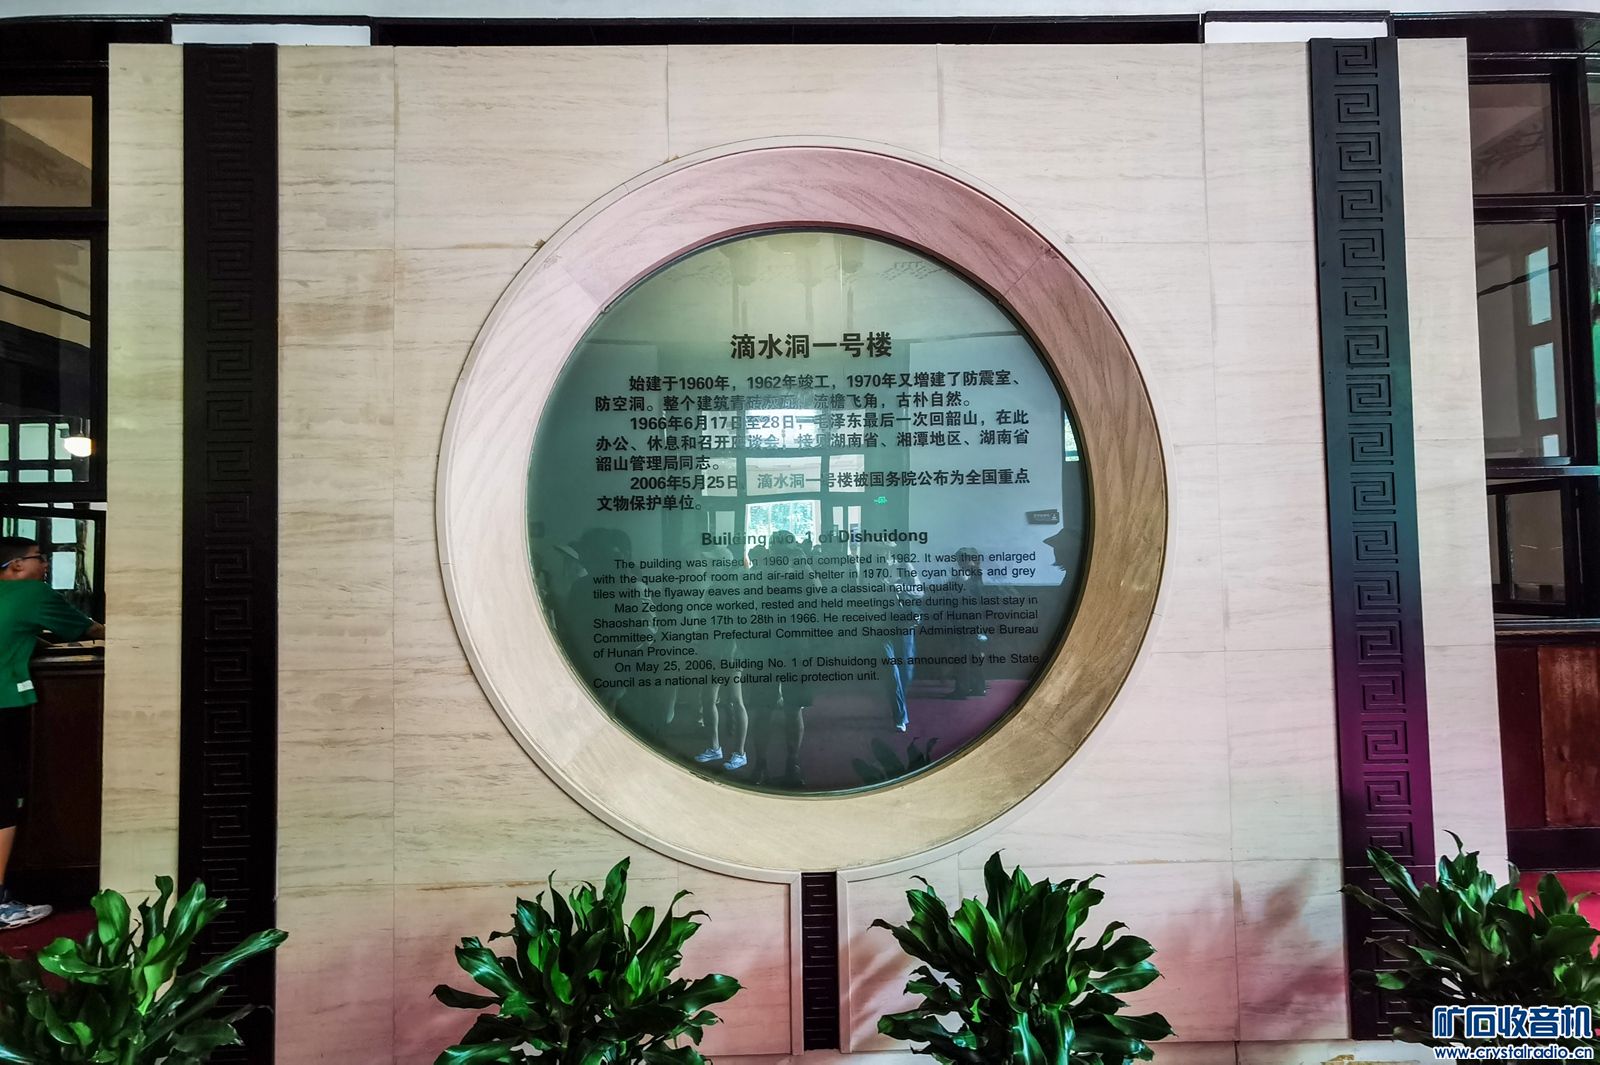 滴水洞一号楼
始建于1960年，1962年竣工，1970年又增建了防震室、
防空洞。整个建筑青砖灰瓦，流檐飞角，古朴自然。
1966年6月17日至28日，毛泽东最后一次回韶山，在此
办公、休息和召开座谈会，接见湖南省、湘潭地区、湖南省
韶山管理局同志。
2006年5月25日，滴水洞一号楼被国务院公布为全国重点
文物保护单位。
Building No. 1 of Dishuidong
The building was raised in 1960 and completed in 1962. It was then enlarged
with the quake-proof room and air-raid shelter in 1970. The cyan bricks and grey
tiles with the flyaway eaves and beams give a classical natural quality.
Mao Zedong once worked, rested and held meetings here during his last stay in
Shaoshan from June 17th to 28th in 1966. He received leaders of Hunan Provincial
Committee, Xiangtan Prefectural Committee and Shaoshan Administrative Bureau
of Hunan Province.
On May 25, 2006, Building No. 1 of Dishuidong was announced by the State
Council as a national key cultural relic protection unit.
矿石收音机
www.crystalradio.cn